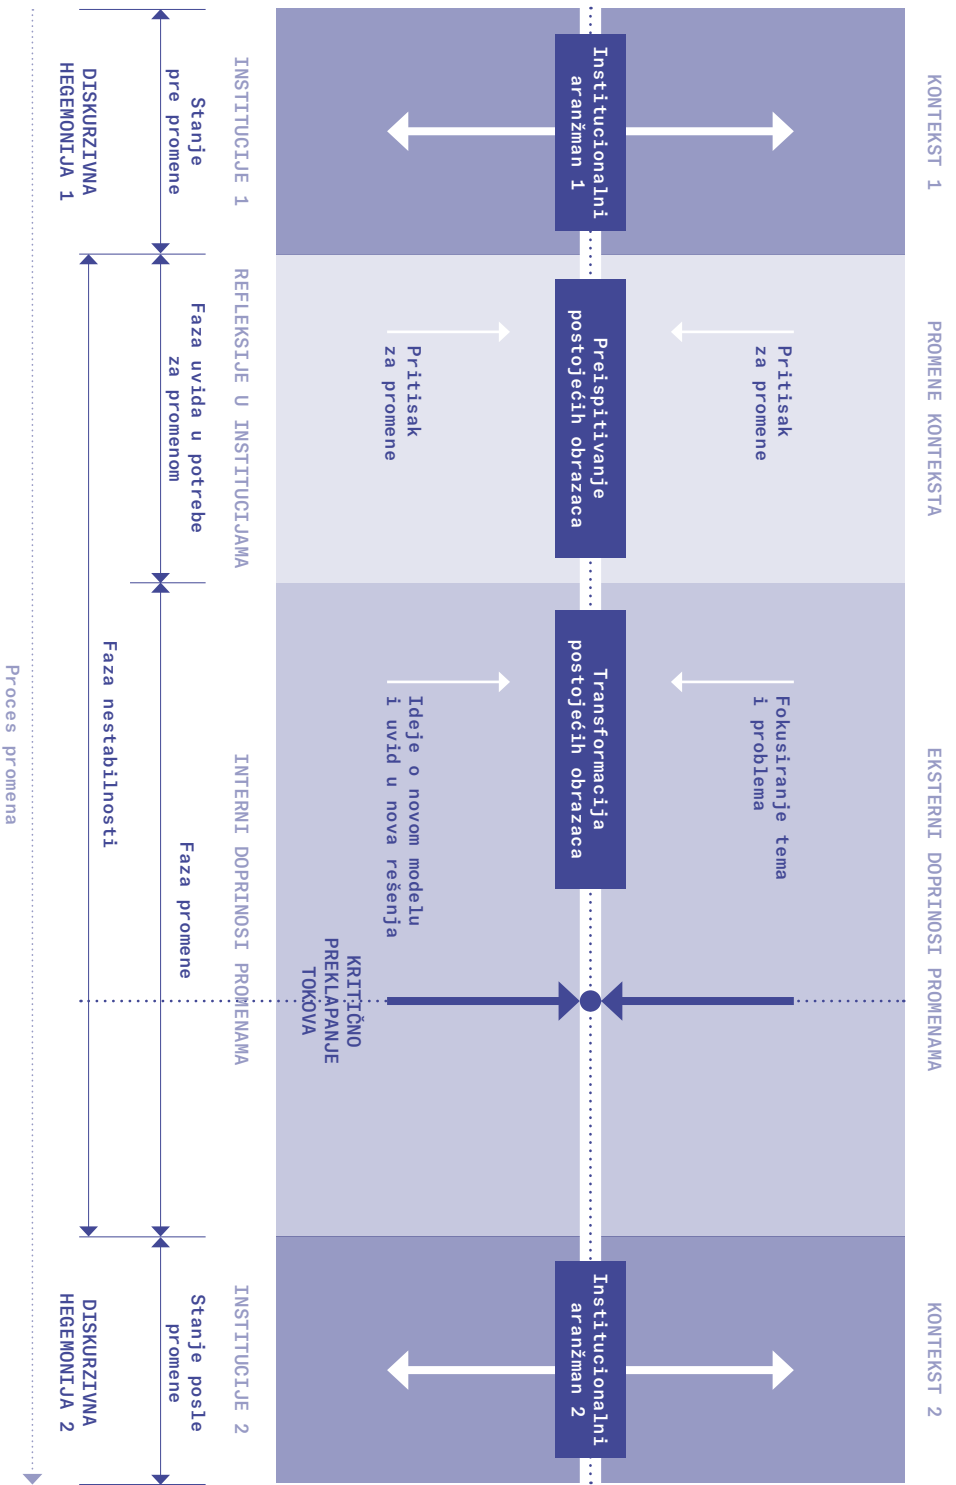 KONTEKST 1
PROMENE KONTEKSTA
EKSTERNI DOPRINOSI PROMENAMA
KONTEKST 2
Pritisak
za promene
Fokusiranje tema
i problema
Institucionalni
aranžman 1
Preispitivanje
postojećih obrazaca
Transformacija
postojećih obrazaca
Institucionalni
aranžman 2
Pritisak
za promene
Ideje o novom modelu
i uvid u nova rešenja
KRITIČNO
PREKLAPANJE
TOKOVA
INSTITUCIJE 1
REFLEKSIJE U INSTITUCIJAMA
INTERNI DOPRINOSI PROMENAMA
INSTITUCIJE 2
Stanje
pre promene
Faza uvida u potrebe
za promenom
Faza promene
Stanje posle
promene
Faza nestabilnosti
DISKURZIVNA
HEGEMONIJA 1
DISKURZIVNA
HEGEMONIJA 2
Proces promena